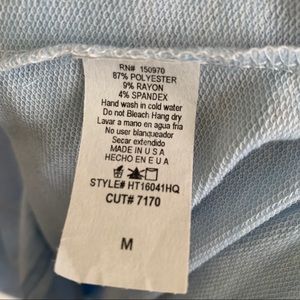 RN# 150970
87% POLYESTER
9% RAYON
4% SPANDEX
Hand wash in cold water
Do not Bleach Hang dry
Lavar a mano en agua fria
No user blanqueador
Secar extendido
MADE IN U S A
HECHO EN E U A
STYLE# HT16041HQ
CUT# 7170
M